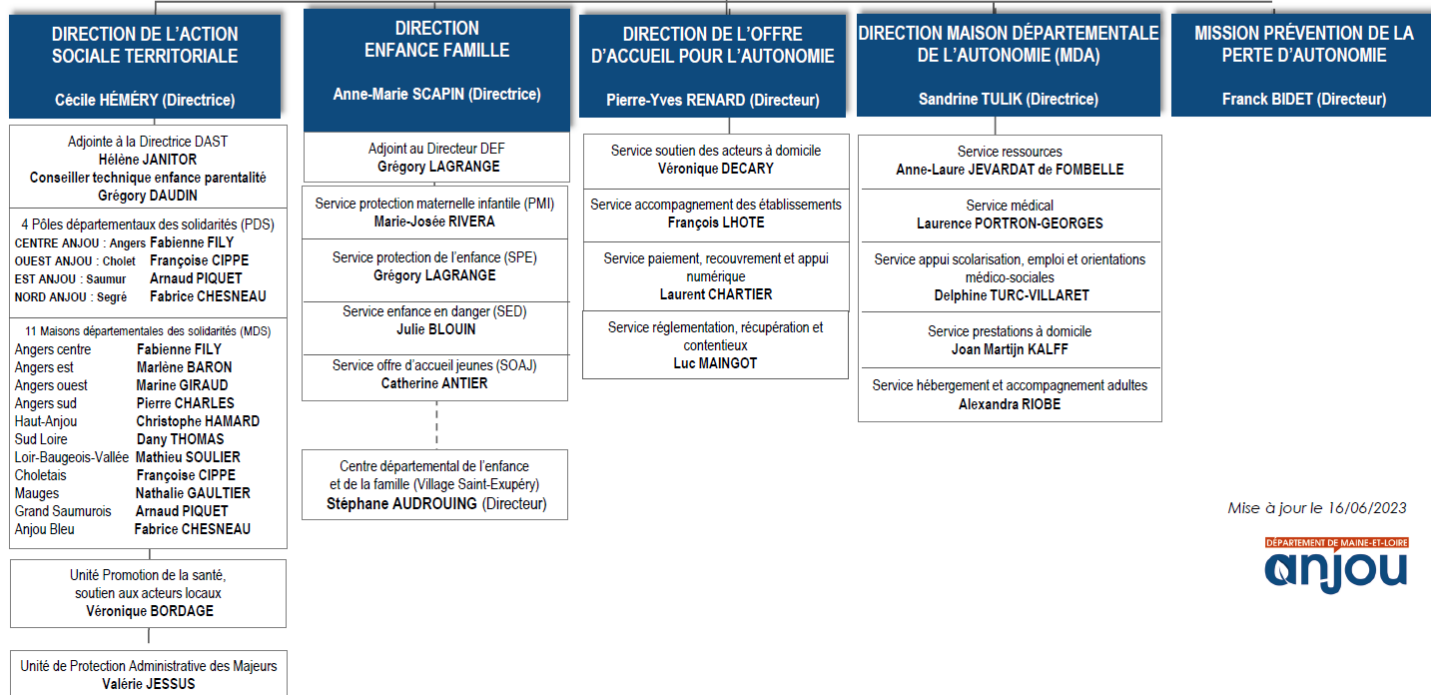 DIRECTION DE L'ACTION
SOCIALE TERRITORIALE
Cécile HÉMÉRY (Directrice)
Adjointe à la Directrice DAST
Hélène JANITOR
Conseiller technique enfance parentalité
Grégory DAUDIN
4 Pôles départementaux des solidarités (PDS)
CENTRE ANJOU : Angers Fabienne FILY
OUEST ANJOU : Cholet Françoise CIPPE
EST ANJOU : Saumur Arnaud PIQUET
NORD ANJOU : Segré Fabrice CHESNEAU
11 Maisons départementales des solidarités (MDS)
Angers centre Fabienne FILY
Angers est Marlène BARON
Angers ouest Marine GIRAUD
Angers sud Pierre CHARLES
Haut-Anjou Christophe HAMARD
Sud Loire Dany THOMAS
Loir-Baugeois-Vallée Mathieu SOULIER
Choletais Françoise CIPPE
Mauges Nathalie GAULTIER
Grand Saumurois Arnaud PIQUET
Anjou Bleu Fabrice CHESNEAU
Unité Promotion de la santé,
soutien aux acteurs locaux
Véronique BORDAGE
Unité de Protection Administrative des Majeurs
Valérie JESSUS
DIRECTION
ENFANCE FAMILLE
Anne-Marie SCAPIN (Directrice)
Adjoint au Directeur DEF
Grégory LAGRANGE
Service protection maternelle infantile (PMI)
Marie-Josée RIVERA
Service protection de l'enfance (SPE)
Grégory LAGRANGE
Service enfance en danger (SED)
Julie BLOUIN
Service offre d'accueil jeunes (SOAJ)
Catherine ANTIER
Centre départemental de l'enfance
et de la famille (Village Saint-Exupéry)
Stéphane AUDROUING (Directeur)
DIRECTION DE L'OFFRE
D'ACCUEIL POUR L'AUTONOMIE
Pierre-Yves RENARD (Directeur)
Service soutien des acteurs à domicile
Véronique DECARY
Service accompagnement des établissements
François LHOTE
Service paiement, recouvrement et appui
numérique
Laurent CHARTIER
Service réglementation, récupération et
contentieux
Luc MAINGOT
DIRECTION MAISON DÉPARTEMENTALE
DE L'AUTONOMIE (MDA)
Sandrine TULIK (Directrice)
Service ressources
Anne-Laure JEVARDAT de FOMBELLE
Service médical
Laurence PORTRON-GEORGES
Service appui scolarisation, emploi et orientations
médico-sociales
Delphine TURC-VILLARET
Service prestations à domicile
Joan Martijn KALFF
Service hébergement et accompagnement adultes
Alexandra RIOBE
MISSION PRÉVENTION DE LA
PERTE D'AUTONOMIE
Franck BIDET (Directeur)
Mise à jour le 16/06/2023
DÉPARTEMENT DE MAINE-ET-LOIRE
anjou